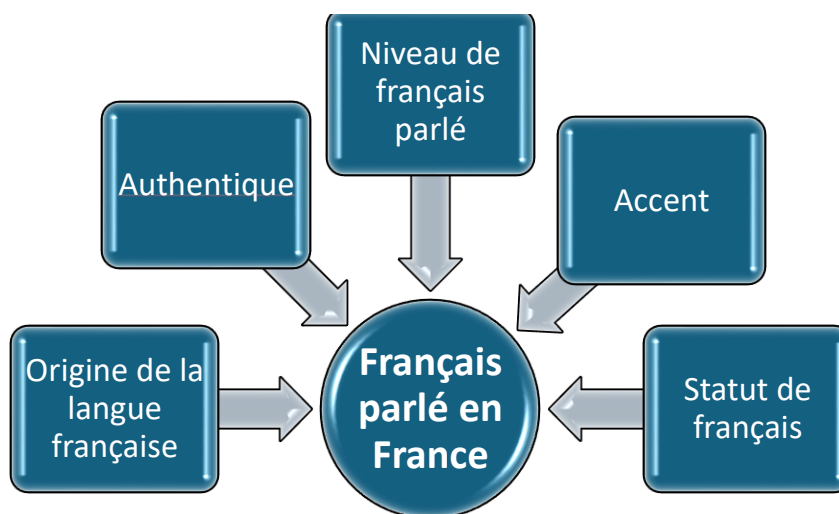 Niveau de
français
parlé
Authentique
Accent
Origine de la
langue
française
Français
parlé en
France
Statut de
français